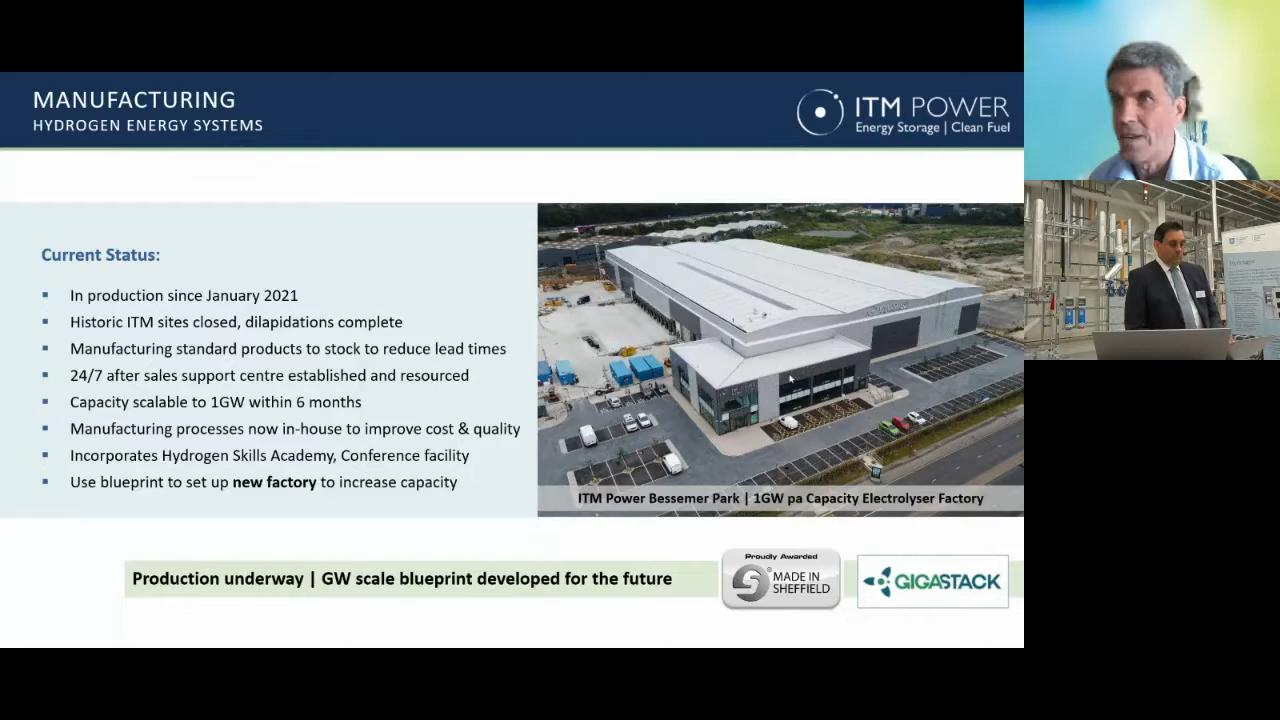 MANUFACTURING
HYDROGEN ENERGY SYSTEMS
ITM POWER
Energy Storage | Clean Fuel
Current Status:
In production since January 2021
Historic ITM sites closed, dilapidations complete
Manufacturing standard products to stock to reduce lead times
24/7 after sales support centre established and resourced
Capacity scalable to 1GW within 6 months
Manufacturing processes now in-house to improve cost & quality
Incorporates Hydrogen Skills Academy, Conference facility
Use blueprint to set up new factory to increase capacity
ITM Power Bessemer Park | 1GW pa Capacity Electrolyser Factory
Production underway | GW scale blueprint developed for the future
Proudly Awarded
MADE IN
SHEFFIELD
GIGASTACK